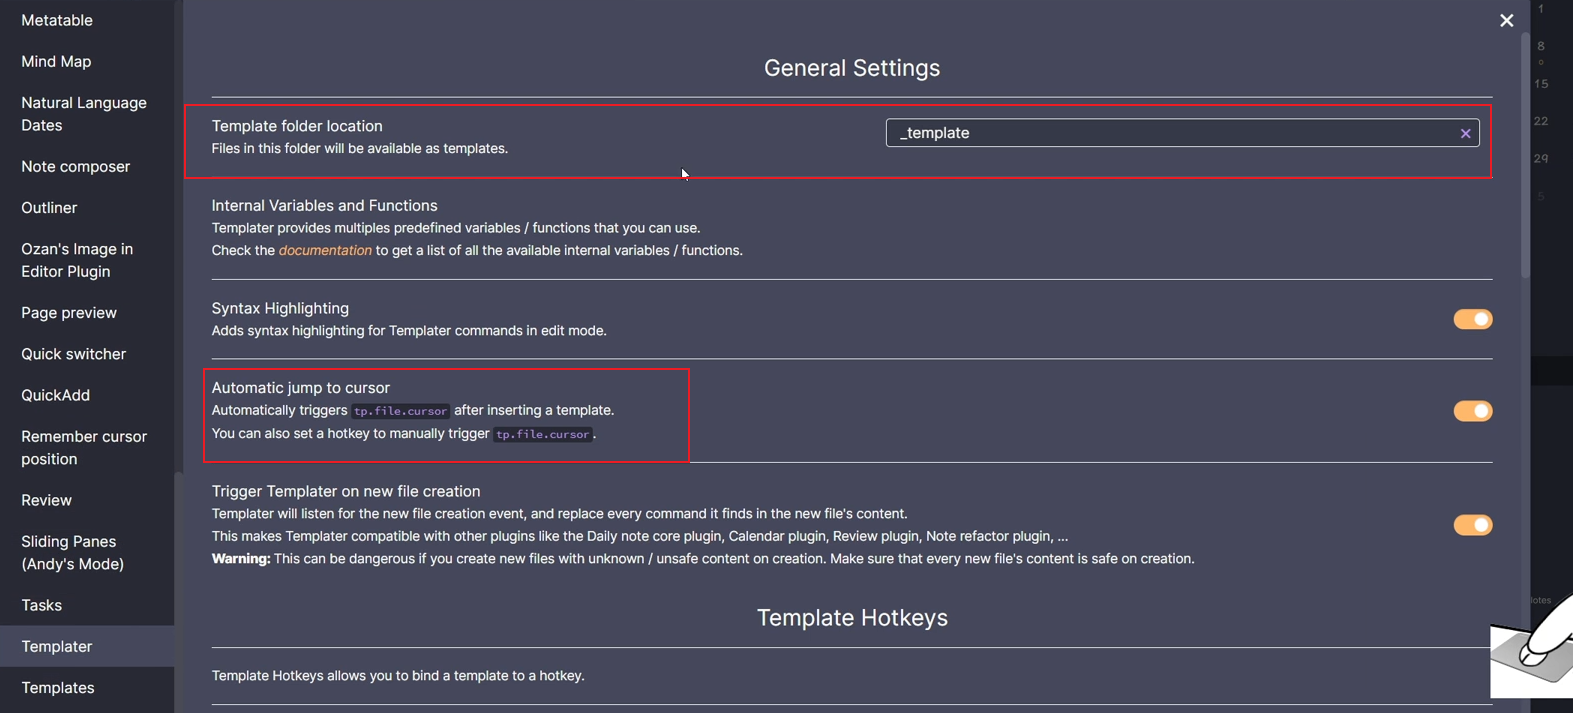 Metatable
Mind Map
Natural Language
Dates
Note composer
Outliner
Ozan's Image in
Editor Plugin
Page preview
Quick switcher
QuickAdd
Remember cursor
position
Review
Sliding Panes
(Andy's Mode)
Tasks
Templater
Templates
General Settings
Template folder location
Files in this folder will be available as templates.
_template
Internal Variables and Functions
Templater provides multiples predefined variables / functions that you can use.
Check the documentation to get a list of all the available internal variables / functions.
Syntax Highlighting
Adds syntax highlighting for Templater commands in edit mode.
Automatic jump to cursor
Automatically triggers tp.file.cursor after inserting a template.
You can also set a hotkey to manually trigger tp.file.cursor.
Trigger Templater on new file creation
Templater will listen for the new file creation event, and replace every command it finds in the new file's content.
This makes Templater compatible with other plugins like the Daily note core plugin, Calendar plugin, Review plugin, Note refactor plugin, ...
Warning: This can be dangerous if you create new files with unknown / unsafe content on creation. Make sure that every new file's content is safe on creation.
Template Hotkeys
Template Hotkeys allows you to bind a template to a hotkey.
1
8
15
22
29
5